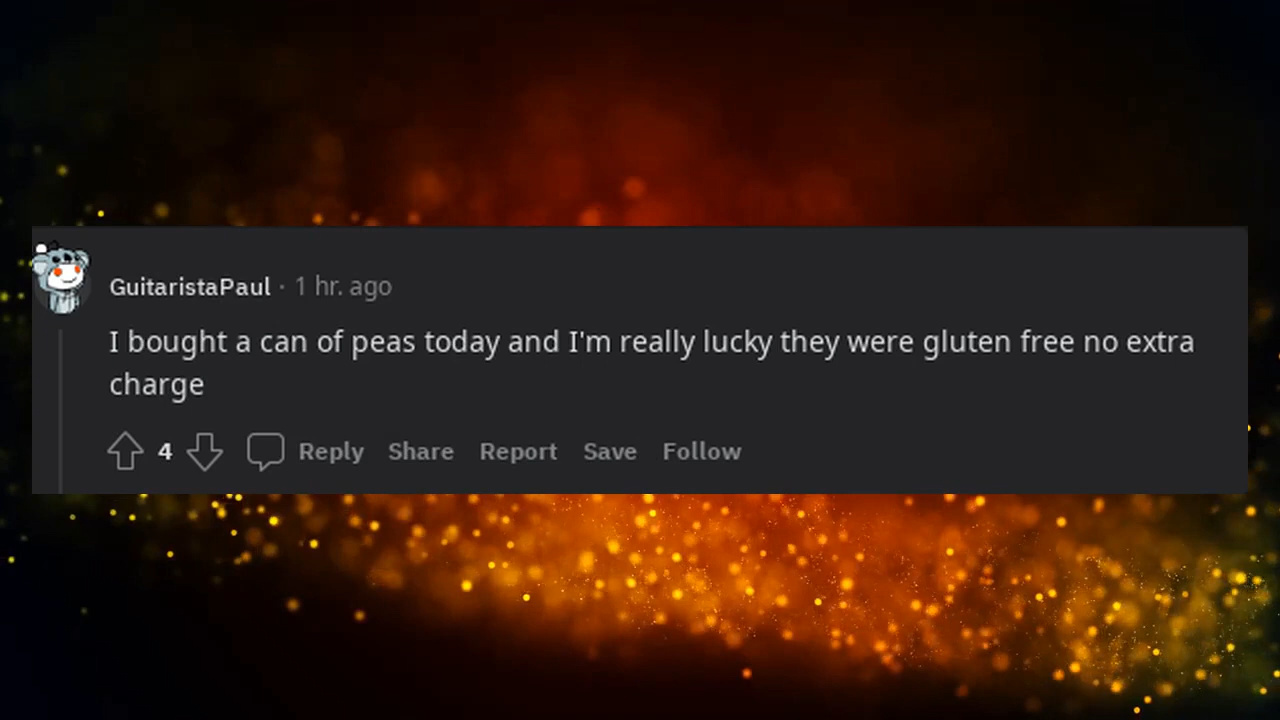 GuitaristaPaul · 1 hr. ago
I bought a can of peas today and I'm really lucky they were gluten free no extra
charge
4 Reply Share Report Save Follow